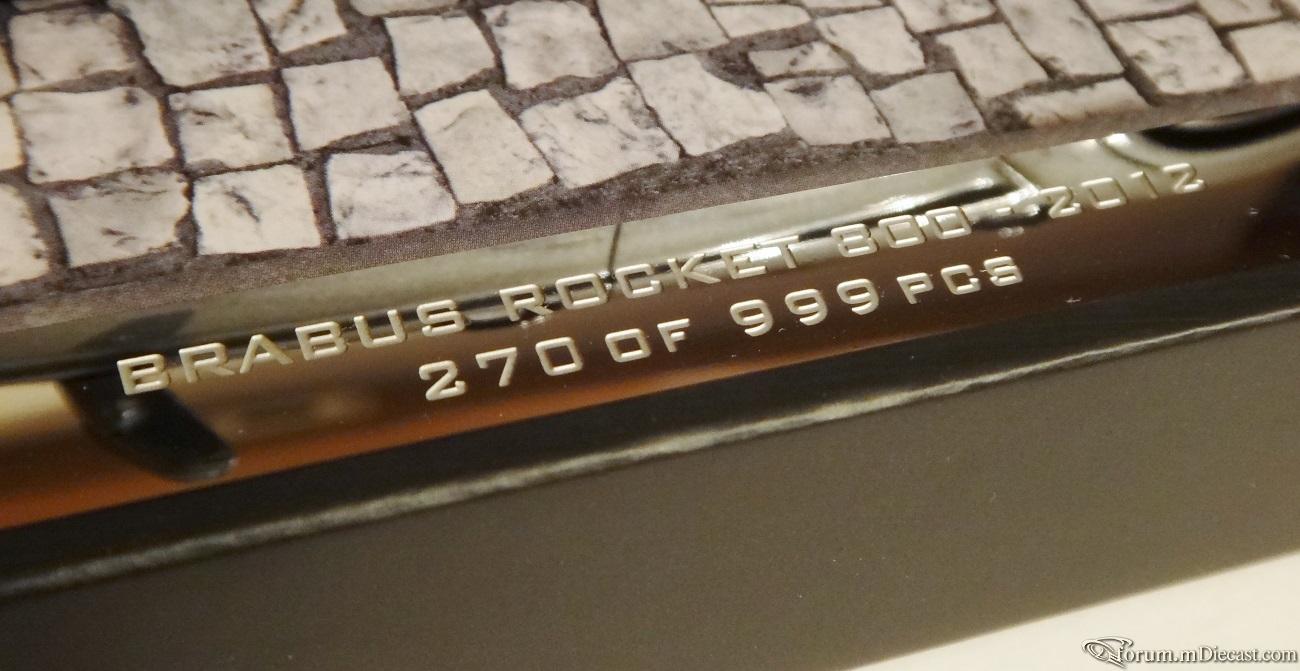 BRABUS ROCKET 800 - 2012
270 OF 999 PCS
forum.mDiecast.com